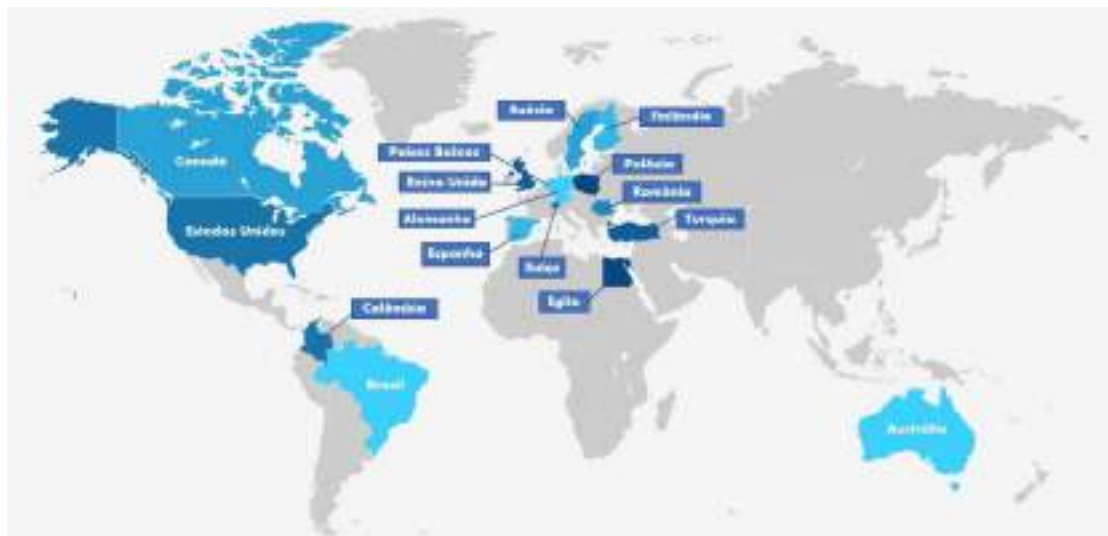 Suécia
Finlândia
Países Baixos
Canadá
Polônia
Reino Unido
Romênia
Alemanha
Turquia
Estados Unidos
Espanha
Suíça
Egito
Colômbia
Brasil
Austrália